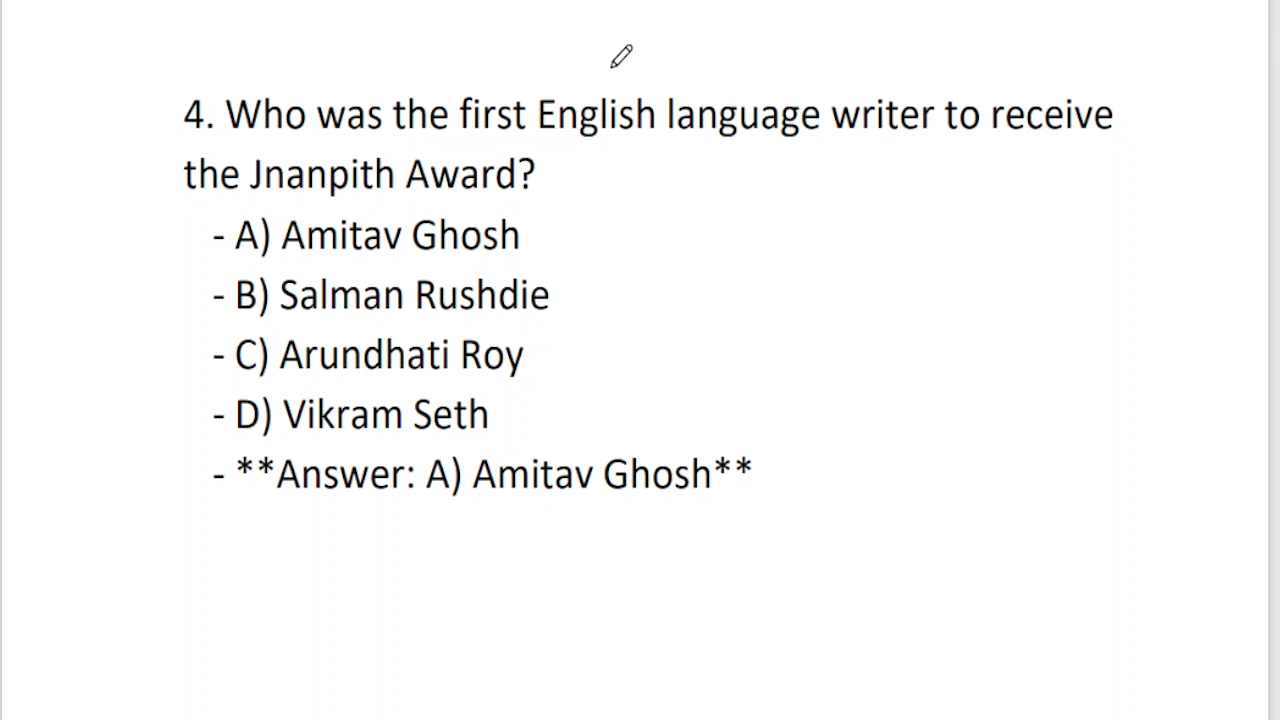 4. Who was the first English language writer to receive
the Jnanpith Award?
- A) Amitav Ghosh
- B) Salman Rushdie
- C) Arundhati Roy
- D) Vikram Seth
- **Answer: A) Amitav Ghosh**